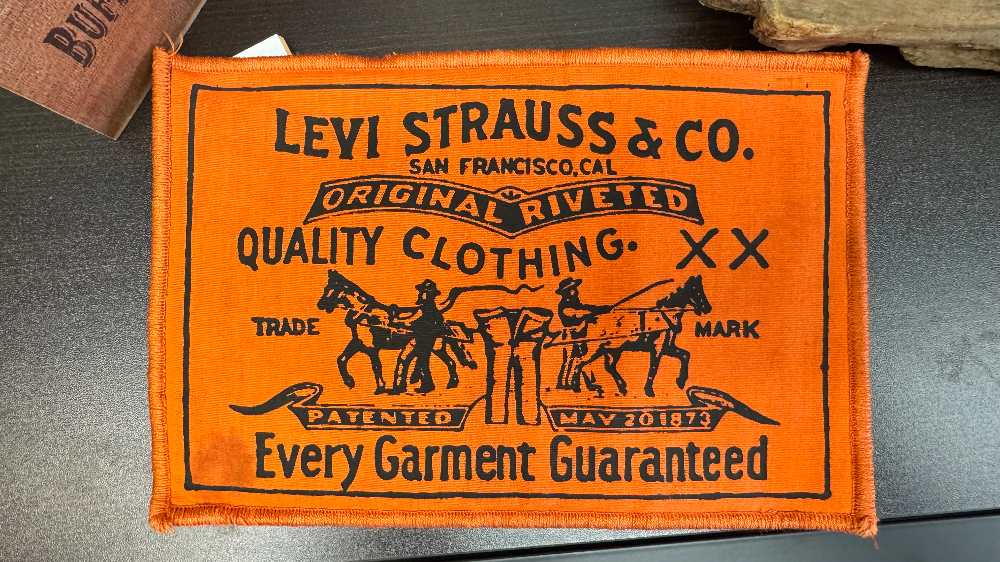 LEVI STRAUSS & CO.
SAN FRANCISCO, CAL
ORIGINAL RIVETED
QUALITY CLOTHING. XX
TRADE MARK
PATENTED MAY 20 1873
Every Garment Guaranteed